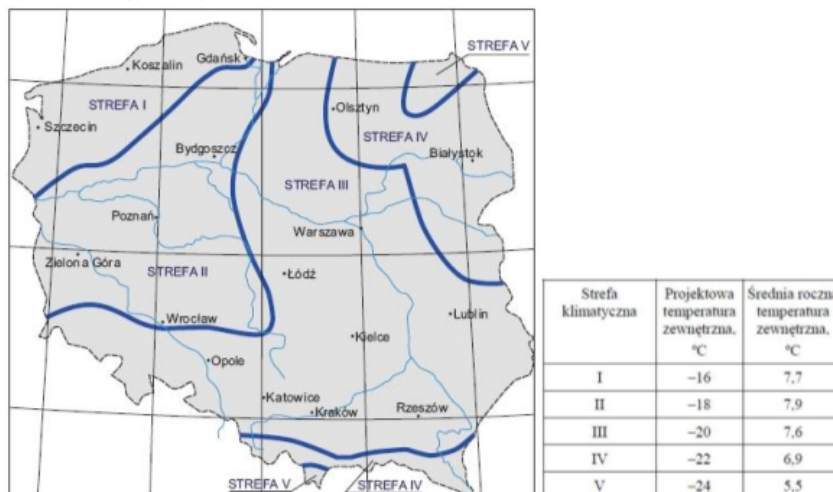 STREFA V
Gdańsk
Koszalin
STREFA I
Olsztyn
Szczecin
STREFA IV
Bydgoszcz
Białystok
STREFA III
Poznań
Warszawa
Zielona Góra
STREFA II
Łódź
Wrocław
Lublin
Kielce
Opole
Katowice
Kraków
Rzeszów
STREFA V
STREFA IV
Strefa klimatyczna
Projektowa temperatura zewnętrzna, °C
Średnia roczna temperatura zewnętrzna, °C
I –16 7,7
II –18 7,9
III –20 7,6
IV –22 6,9
V –24 5,5